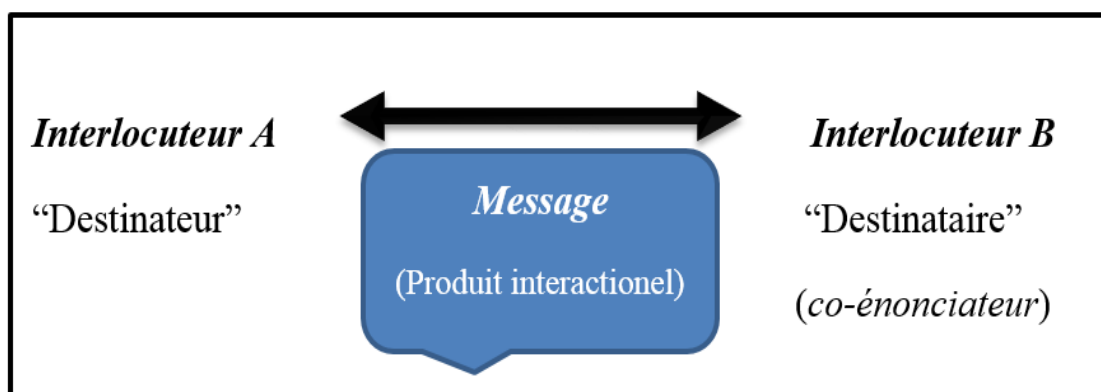 Interlocuteur A
“Destinateur”
Message
(Produit interactionel)
Interlocuteur B
“Destinataire”
(co-énonciateur)